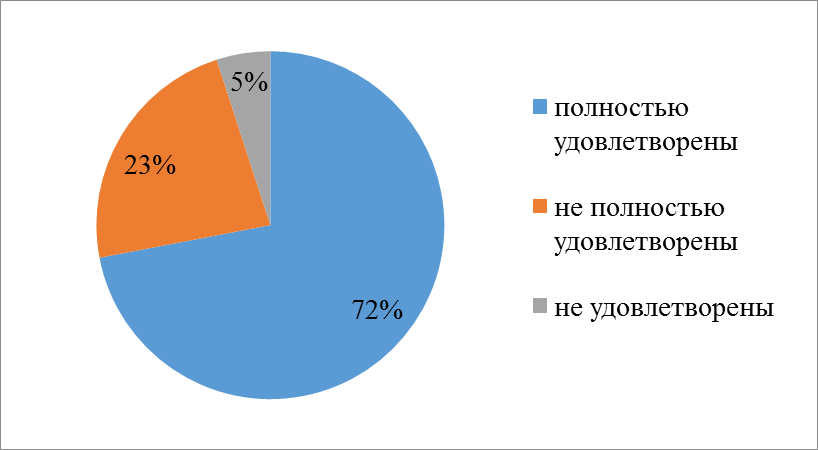 5%
23%
72%
полностью
удовлетворены
не полностью
удовлетворены
не удовлетворены